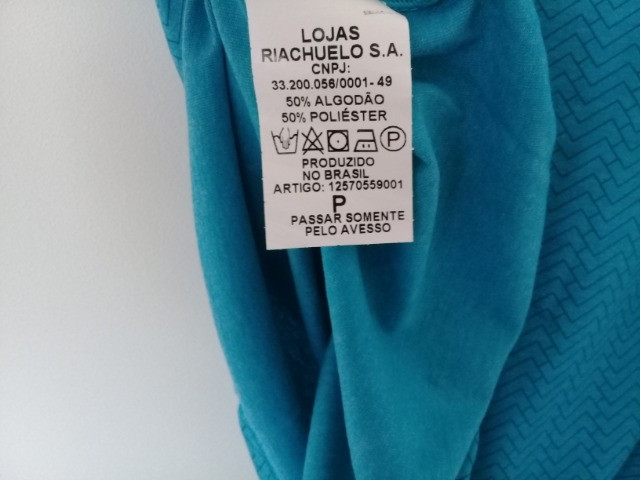 LOJAS
RIACHUELO S.A.
CNPJ:
33.200.056/0001-49
50% ALGODÃO
50% POLIÉSTER
P
PRODUZIDO
NO BRASIL
ARTIGO: 12570559001
P
PASSAR SOMENTE
PELO AVESSO